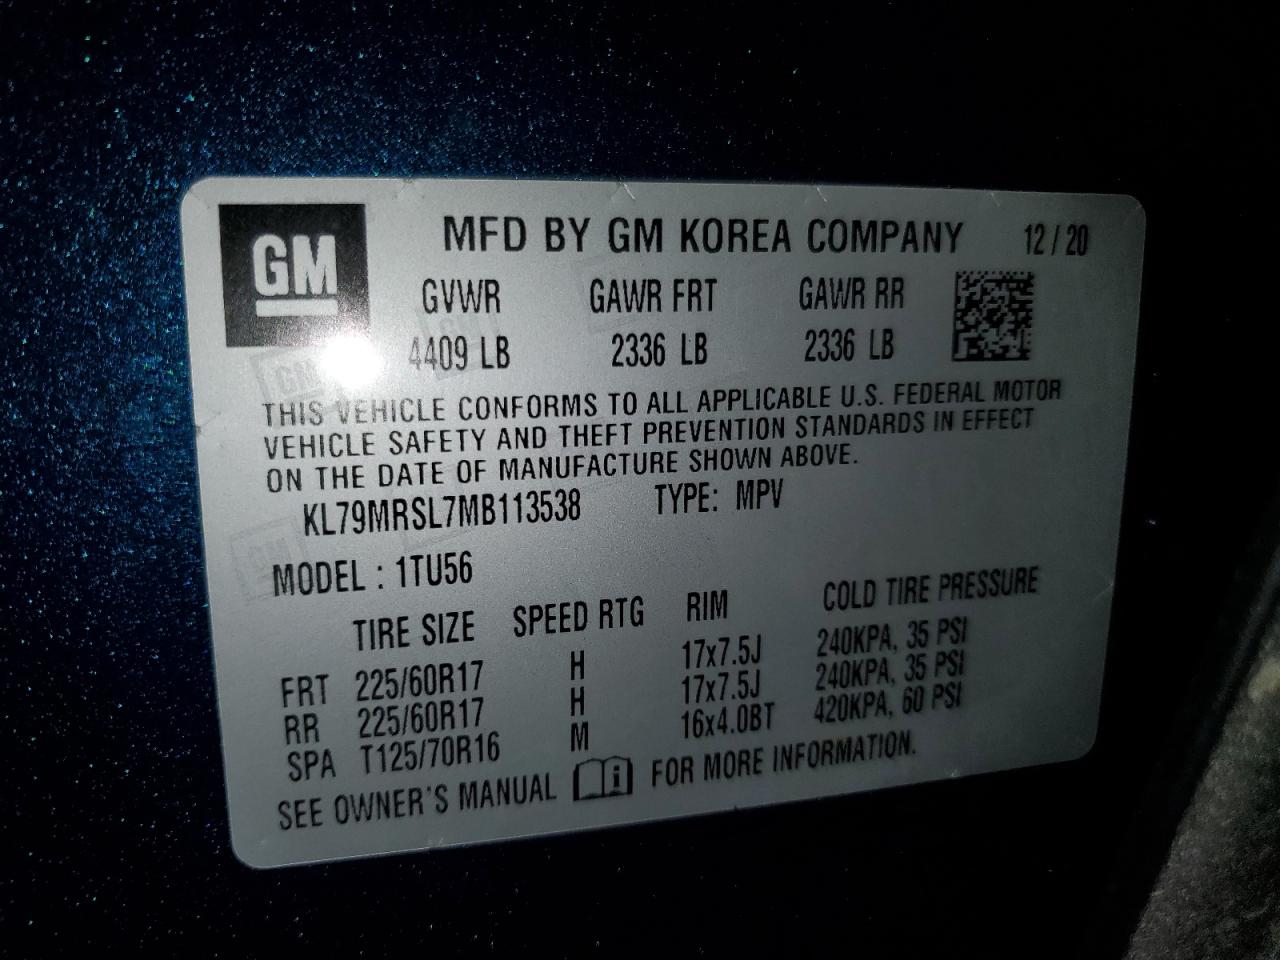 GM
MFD BY GM KOREA COMPANY 12/20
GVWR GAWR FRT GAWR RR
4409 LB 2336 LB 2336 LB
GM
THIS VEHICLE CONFORMS TO ALL APPLICABLE U.S. FEDERAL MOTOR
VEHICLE SAFETY AND THEFT PREVENTION STANDARDS IN EFFECT
ON THE DATE OF MANUFACTURE SHOWN ABOVE.
KL79MRSL7MB113538 TYPE: MPV
GM
MODEL : 1TU56
TIRE SIZE SPEED RTG RIM COLD TIRE PRESSURE
FRT 225/60R17 H 17x7.5J 240KPA, 35 PSI
RR 225/60R17 H 17x7.5J 240KPA, 35 PSI
SPA T125/70R16 M 16x4.0BT 420KPA, 60 PSI
SEE OWNER'S MANUAL i FOR MORE INFORMATION.